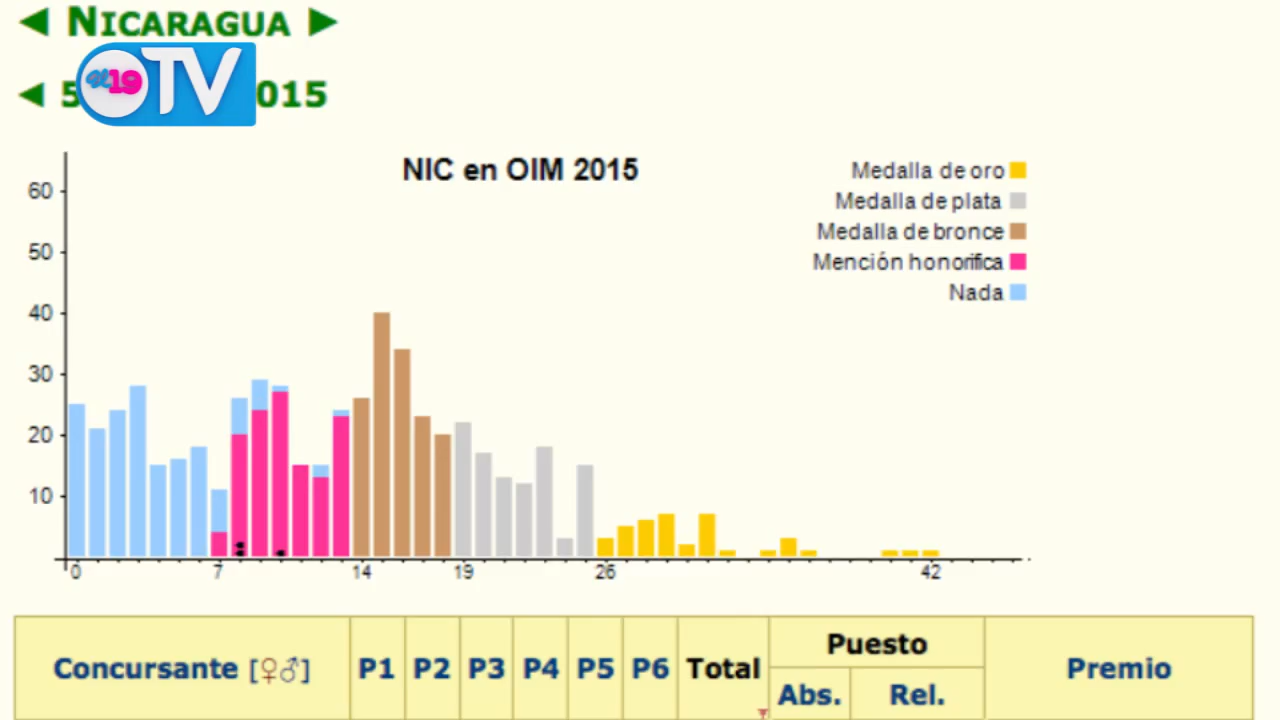 ◀ NICARAGUA ▶
◀ 5 015
el 19 TV
NIC en OIM 2015
Medalla de oro
Medalla de plata
Medalla de bronce
Mención honorifica
Nada
60
50
40
30
20
10
0 7 14 19 26 42
Concursante [♀♂] P1 P2 P3 P4 P5 P6 Total Puesto Premio
Abs. Rel.